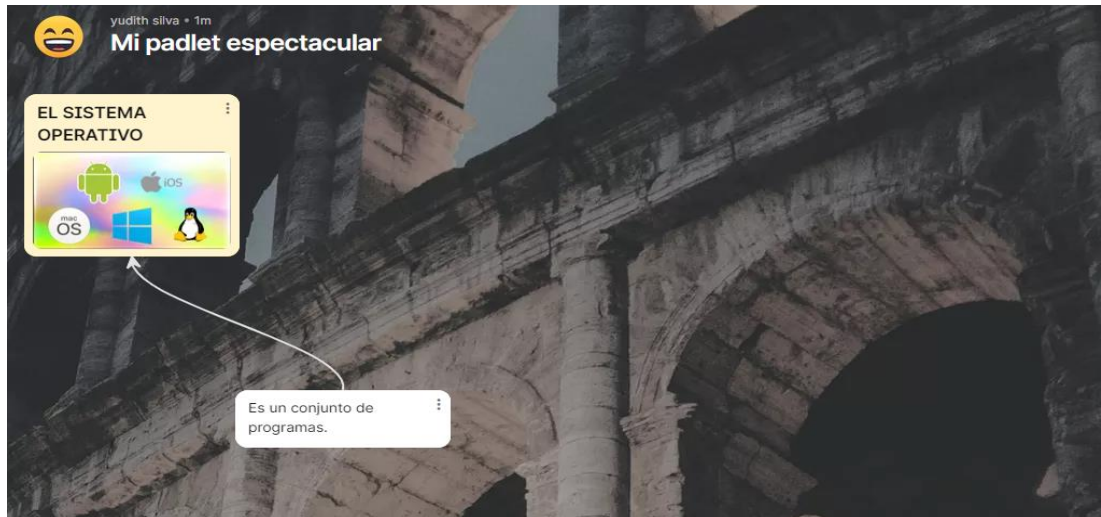 yudith silva • 1m
Mi padlet espectacular
EL SISTEMA
OPERATIVO
iOS
mac
OS
Es un conjunto de
programas.